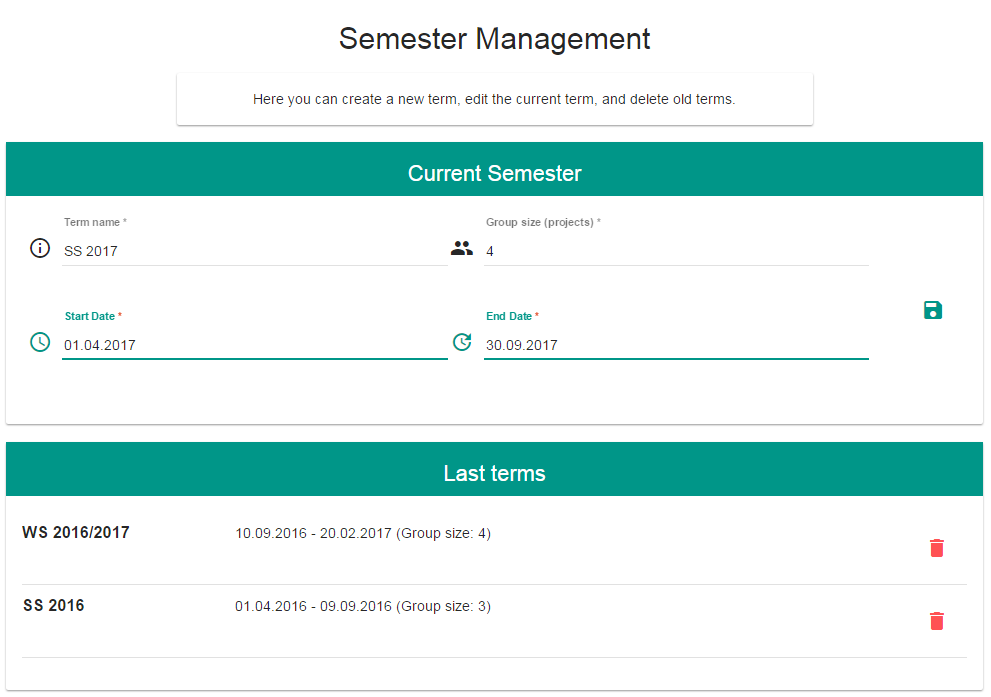 Semester Management
Here you can create a new term, edit the current term, and delete old terms.
Current Semester
Term name *
Group size (projects) *
SS 2017
4
Start Date *
End Date *
01.04.2017
30.09.2017
Last terms
WS 2016/2017
10.09.2016 - 20.02.2017 (Group size: 4)
SS 2016
01.04.2016 - 09.09.2016 (Group size: 3)